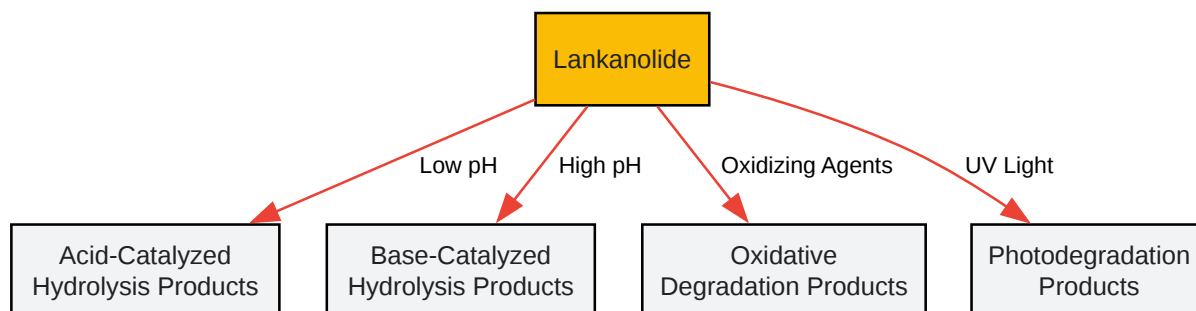 Lankanolide
Low pH
High pH
Oxidizing Agents
UV Light
Acid-Catalyzed
Hydrolysis Products
Base-Catalyzed
Hydrolysis Products
Oxidative
Degradation Products
Photodegradation
Products